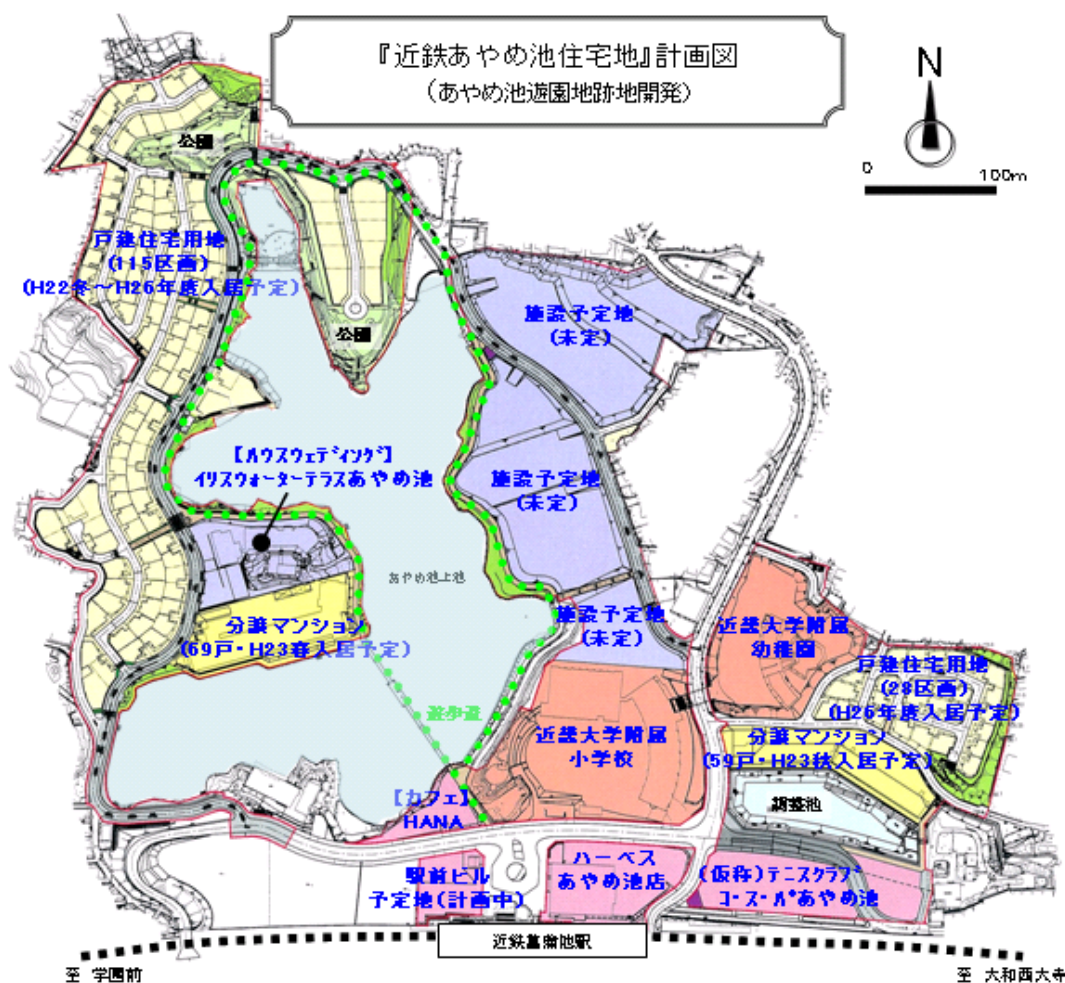 『近鉄あやめ池住宅地』計画図
(あやめ池遊園地跡地開発)
N
0
100m
公園
戸建住宅用地
(115区画)
(H22冬～H26年度入居予定)
公園
施設予定地
(未定)
【ハウスウェディング】
イリスウォーターテラスあやめ池
施設予定地
(未定)
あやめ池上池
施設予定地
(未定)
分譲マンション
(69戸・H23春入居予定)
近畿大学附属
幼稚園
戸建住宅用地
(28区画)
(H26年度入居予定)
遊歩道
近畿大学附属
小学校
分譲マンション
(59戸・H23秋入居予定)
【カフェ】
HANA
調整池
駅前ビル
予定地(計画中)
ハーベス
あやめ池店
(仮称)テニスクラブ
コ・ス・パあやめ池
近鉄菖蒲池駅
至 学園前
至 大和西大寺